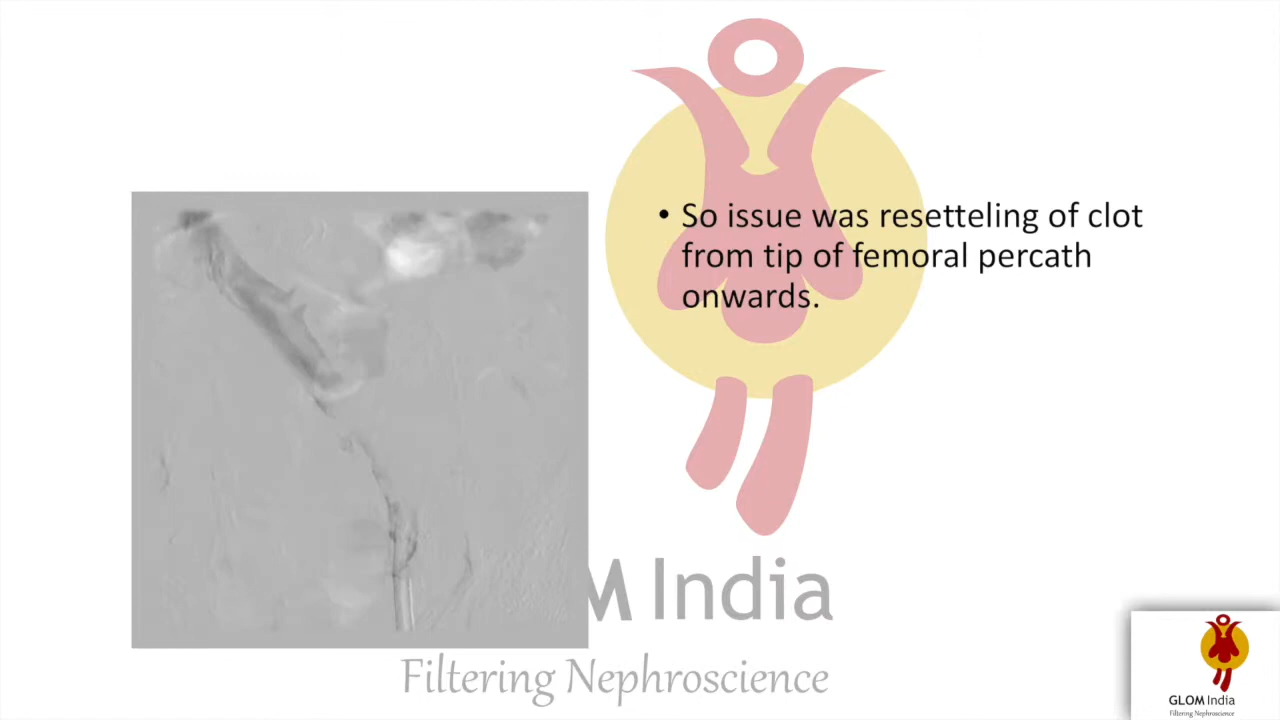 • So issue was resetteling of clot
from tip of femoral percath
onwards.
M India
Filtering Nephroscience
GLOM India
Filtering Nephroscience